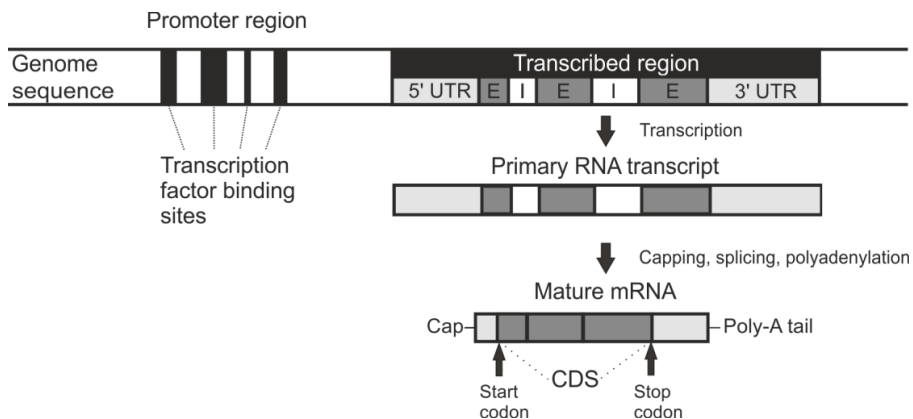 Promoter region
Genome
sequence
Transcribed region
5' UTR E I E I E 3' UTR
Transcription
Transcription
factor binding
sites
Primary RNA transcript
Capping, splicing, polyadenylation
Mature mRNA
Cap
Poly-A tail
CDS
Start
codon
Stop
codon